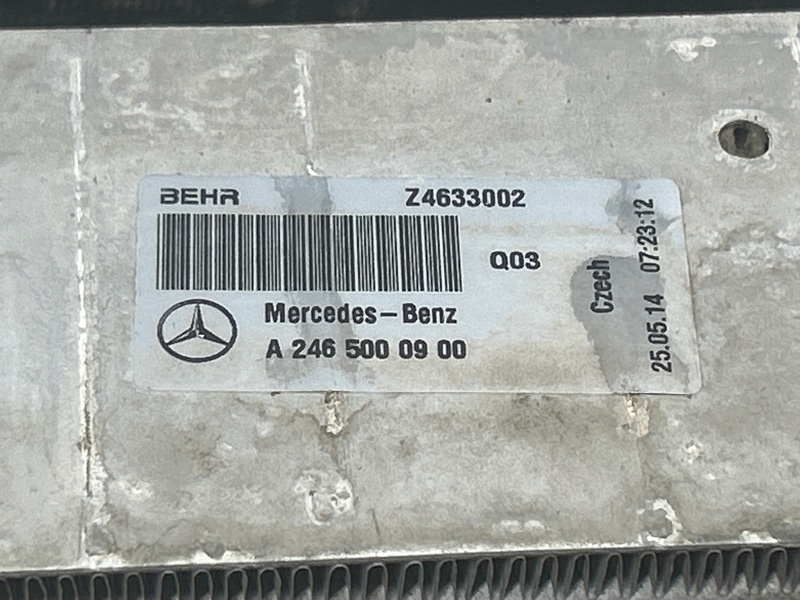 BEHR Z4633002
Q03
Mercedes-Benz
A 246 500 09 00
Czech
25.05.14 07:23:12